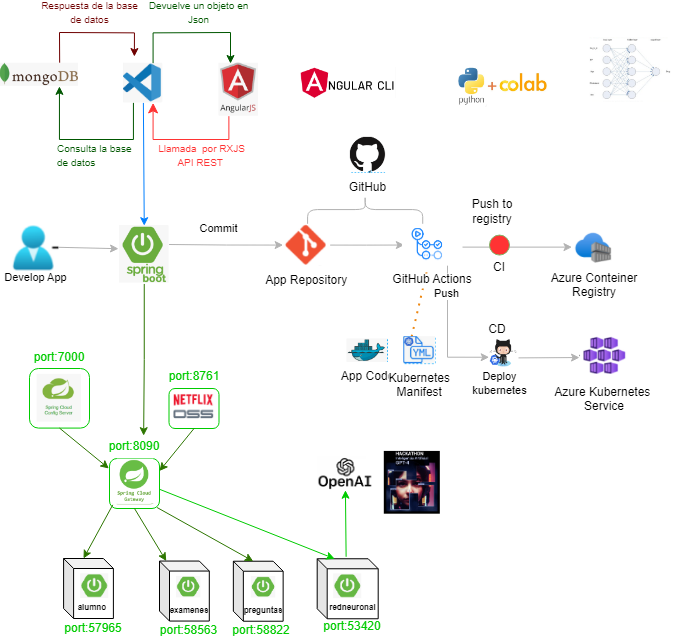 Respuesta de la base
de datos
Devuelve un objeto en
Json
mongoDB
AngularJS
ANGULAR CLI
python
+
colab
Consulta la base
de datos
Llamada por RXJS
API REST
GitHub
Push to
registry
Commit
Develop App
spring
boot
App Repository
GitHub Actions
Push
CI
Azure Conteiner
Registry
CD
App Code
YML
Kubernetes
Manifest
Deploy
kubernetes
Azure Kubernetes
Service
port:7000
Spring Cloud
Config Server
port:8761
NETFLIX
OSS
port:8090
Spring Cloud
Gateway
OpenAI
HACKATHON
GPT-4
alumno
examenes
preguntas
redneuronal
port:57965
port:58563
port:58822
port:53420